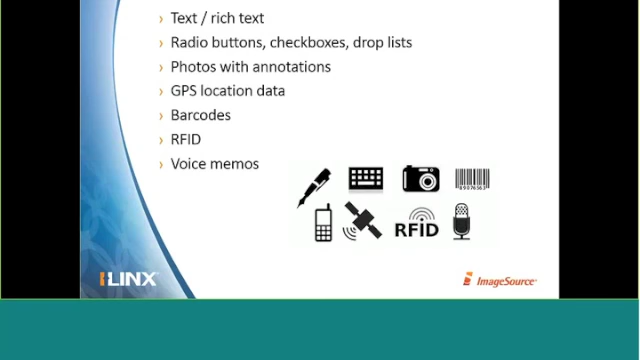 › Text / rich text
› Radio buttons, checkboxes, drop lists
› Photos with annotations
› GPS location data
› Barcodes
› RFID
› Voice memos
RFID
iLINX
ImageSource